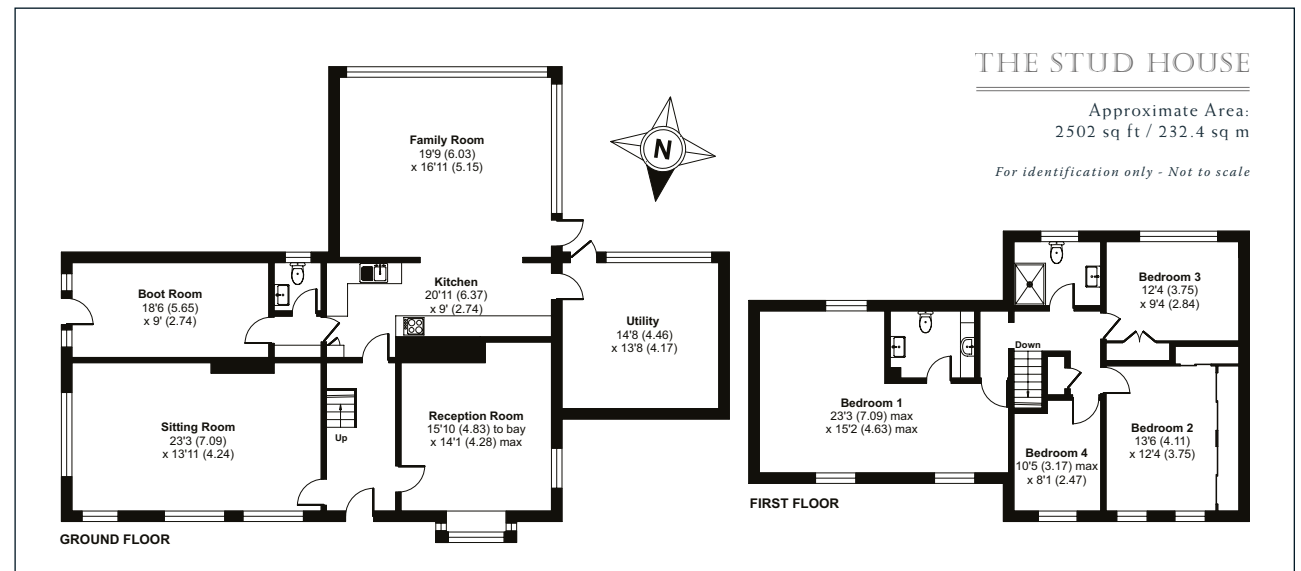 THE STUD HOUSE
Approximate Area:
2502 sq ft / 232.4 sq m
For identification only - Not to scale
N
Family Room
19'9 (6.03)
x 16'11 (5.15)
Boot Room
18'6 (5.65)
x 9' (2.74)
Kitchen
20'11 (6.37)
x 9' (2.74)
Utility
14'8 (4.46)
x 13'8 (4.17)
Sitting Room
23'3 (7.09)
x 13'11 (4.24)
Up
Reception Room
15'10 (4.83) to bay
x 14'1 (4.28) max
GROUND FLOOR
Bedroom 3
12'4 (3.75)
x 9'4 (2.84)
Down
Bedroom 1
23'3 (7.09) max
x 15'2 (4.63) max
Bedroom 2
13'6 (4.11)
x 12'4 (3.75)
Bedroom 4
10'5 (3.17) max
x 8'1 (2.47)
FIRST FLOOR